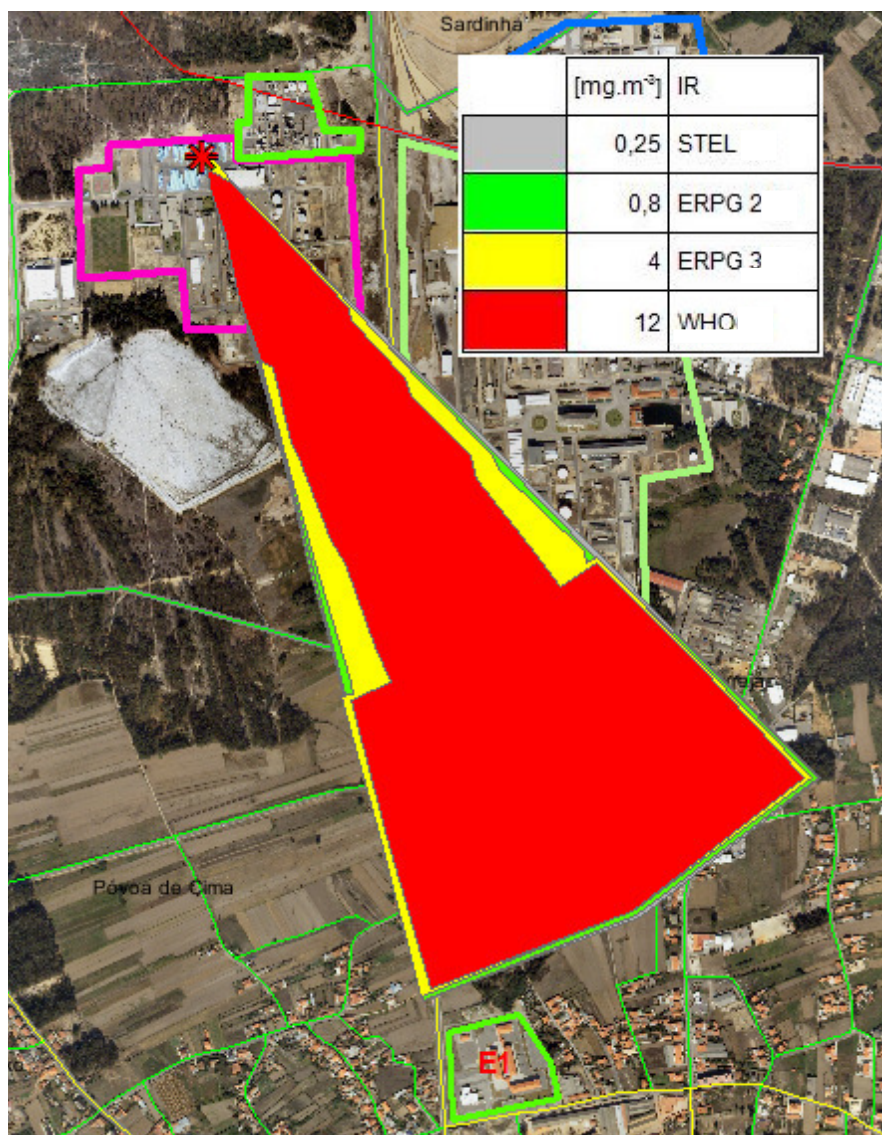 Sardinha
[mg.m⁻³] IR
0,25 STEL
0,8 ERPG 2
4 ERPG 3
12 WHO
Póvoa de Cima
E1